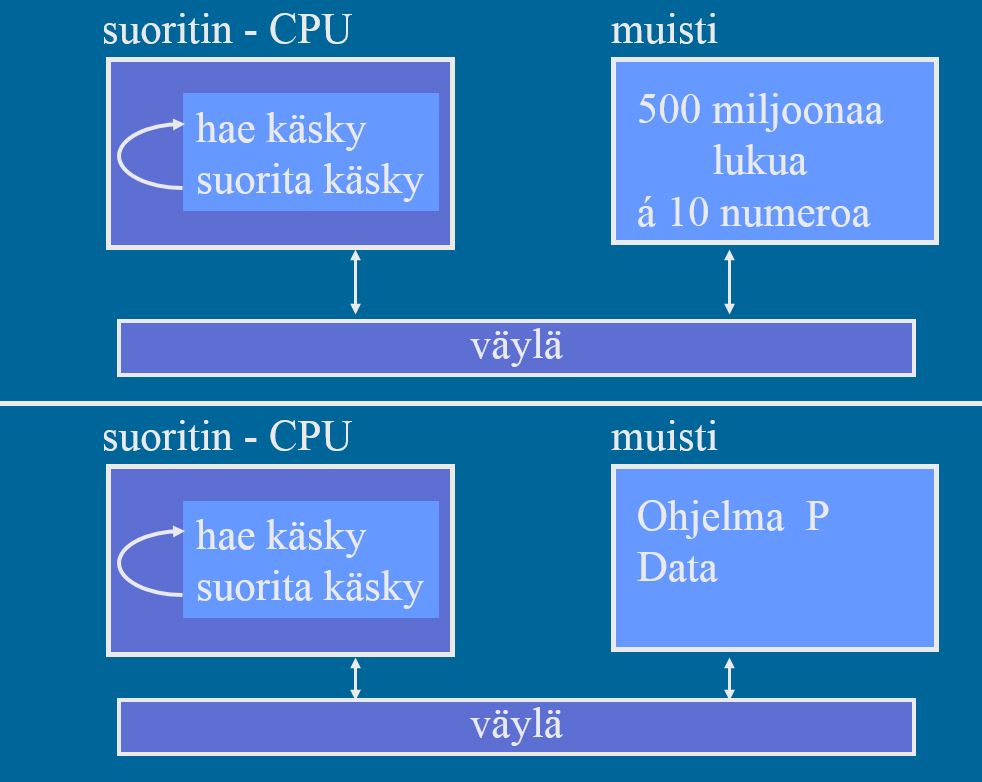 suoritin - CPU
muisti
hae käsky
suorita käsky
500 miljoonaa
lukua
á 10 numeroa
väylä
suoritin - CPU
muisti
hae käsky
suorita käsky
Ohjelma P
Data
väylä